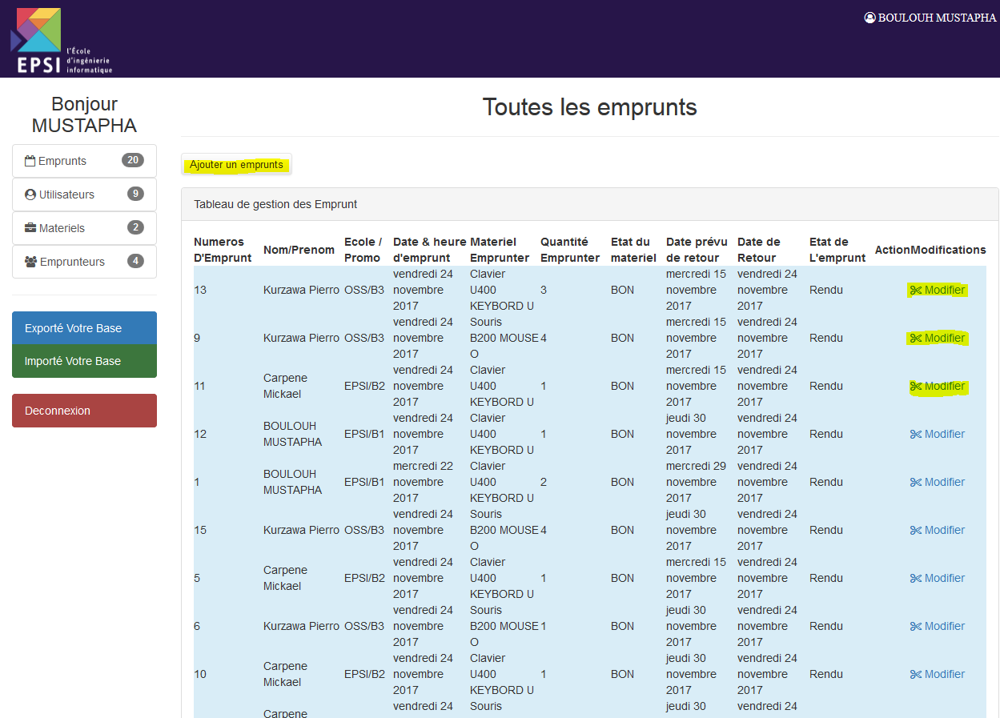 BOULOUH MUSTAPHA
EPSI
l'École
d'ingénierie
informatique
Bonjour
MUSTAPHA
Emprunts 20
Utilisateurs 9
Materiels 2
Emprunteurs 4
Exporté Votre Base
Importé Votre Base
Deconnexion
Toutes les emprunts
Ajouter un emprunts
Tableau de gestion des Emprunt
Numeros Ecole / Date & heure Materiel Quantité Etat du Date prévu Date de Etat de
Nom/Prenom ActionModifications
D'Emprunt Promo d'emprunt Emprunter Emprunter materiel de retour Retour L'emprunt
vendredi 24 Clavier mercredi 15 vendredi 24
13 Kurzawa Pierro OSS/B3 novembre U400 3 BON novembre novembre Rendu Modifier
2017 KEYBORD U 2017 2017
vendredi 24 Souris mercredi 15 vendredi 24
9 Kurzawa Pierro OSS/B3 novembre B200 MOUSE 4 BON novembre novembre Rendu Modifier
2017 O 2017 2017
vendredi 24 Clavier mercredi 15 vendredi 24
Carpene
11 EPSI/B2 novembre U400 1 BON novembre novembre Rendu Modifier
Mickael
2017 KEYBORD U 2017 2017
vendredi 24 Clavier jeudi 30 vendredi 24
BOULOUH
12 EPSI/B1 novembre U400 1 BON novembre novembre Rendu Modifier
MUSTAPHA
2017 KEYBORD U 2017 2017
mercredi 22 Clavier mercredi 29 vendredi 24
BOULOUH
1 EPSI/B1 novembre U400 2 BON novembre novembre Rendu Modifier
MUSTAPHA
2017 KEYBORD U 2017 2017
vendredi 24 Souris jeudi 30 vendredi 24
15 Kurzawa Pierro OSS/B3 novembre B200 MOUSE 4 BON novembre novembre Rendu Modifier
2017 O 2017 2017
vendredi 24 Clavier mercredi 15 vendredi 24
Carpene
5 EPSI/B2 novembre U400 1 BON novembre novembre Rendu Modifier
Mickael
2017 KEYBORD U 2017 2017
vendredi 24 Souris jeudi 30 vendredi 24
6 Kurzawa Pierro OSS/B3 novembre B200 MOUSE 1 BON novembre novembre Rendu Modifier
2017 O 2017 2017
vendredi 24 Clavier jeudi 30 vendredi 24
Carpene
10 EPSI/B2 novembre U400 1 BON novembre novembre Rendu Modifier
Mickael
2017 KEYBORD U 2017 2017
vendredi 24 Souris jeudi 30 vendredi 24
Carpene